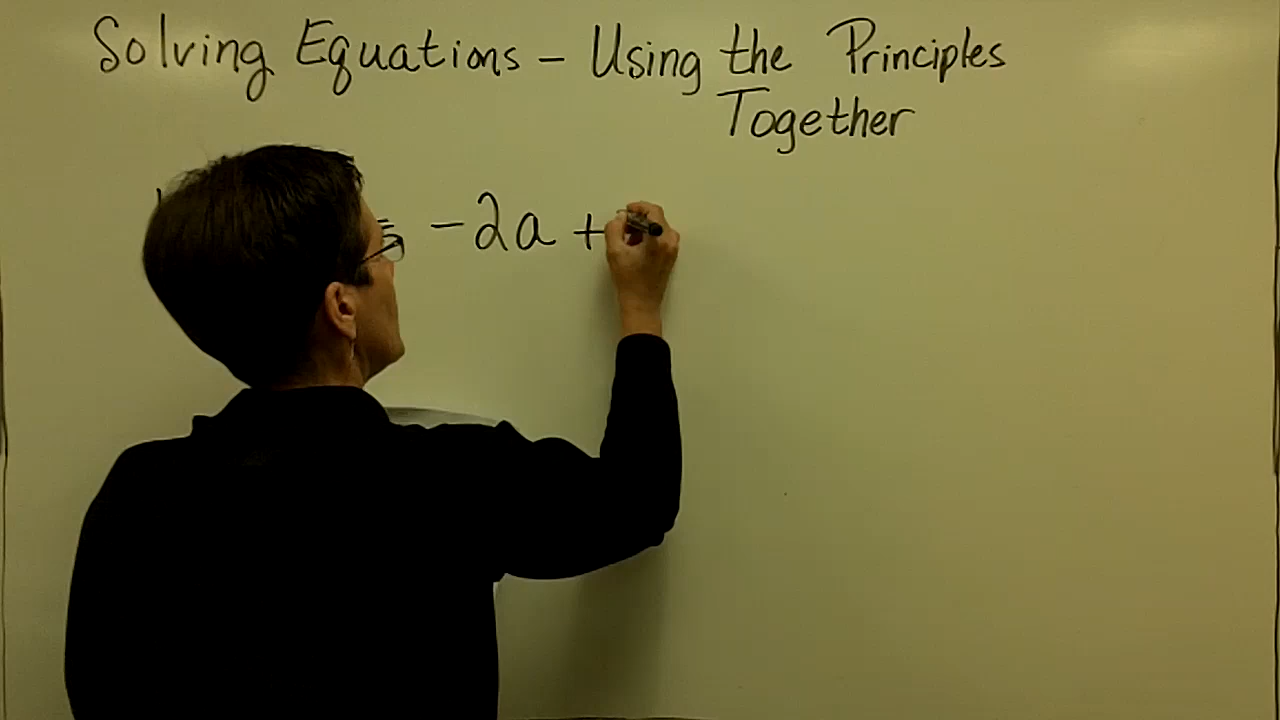 Solving Equations – Using the Principles
Together
= -2a +